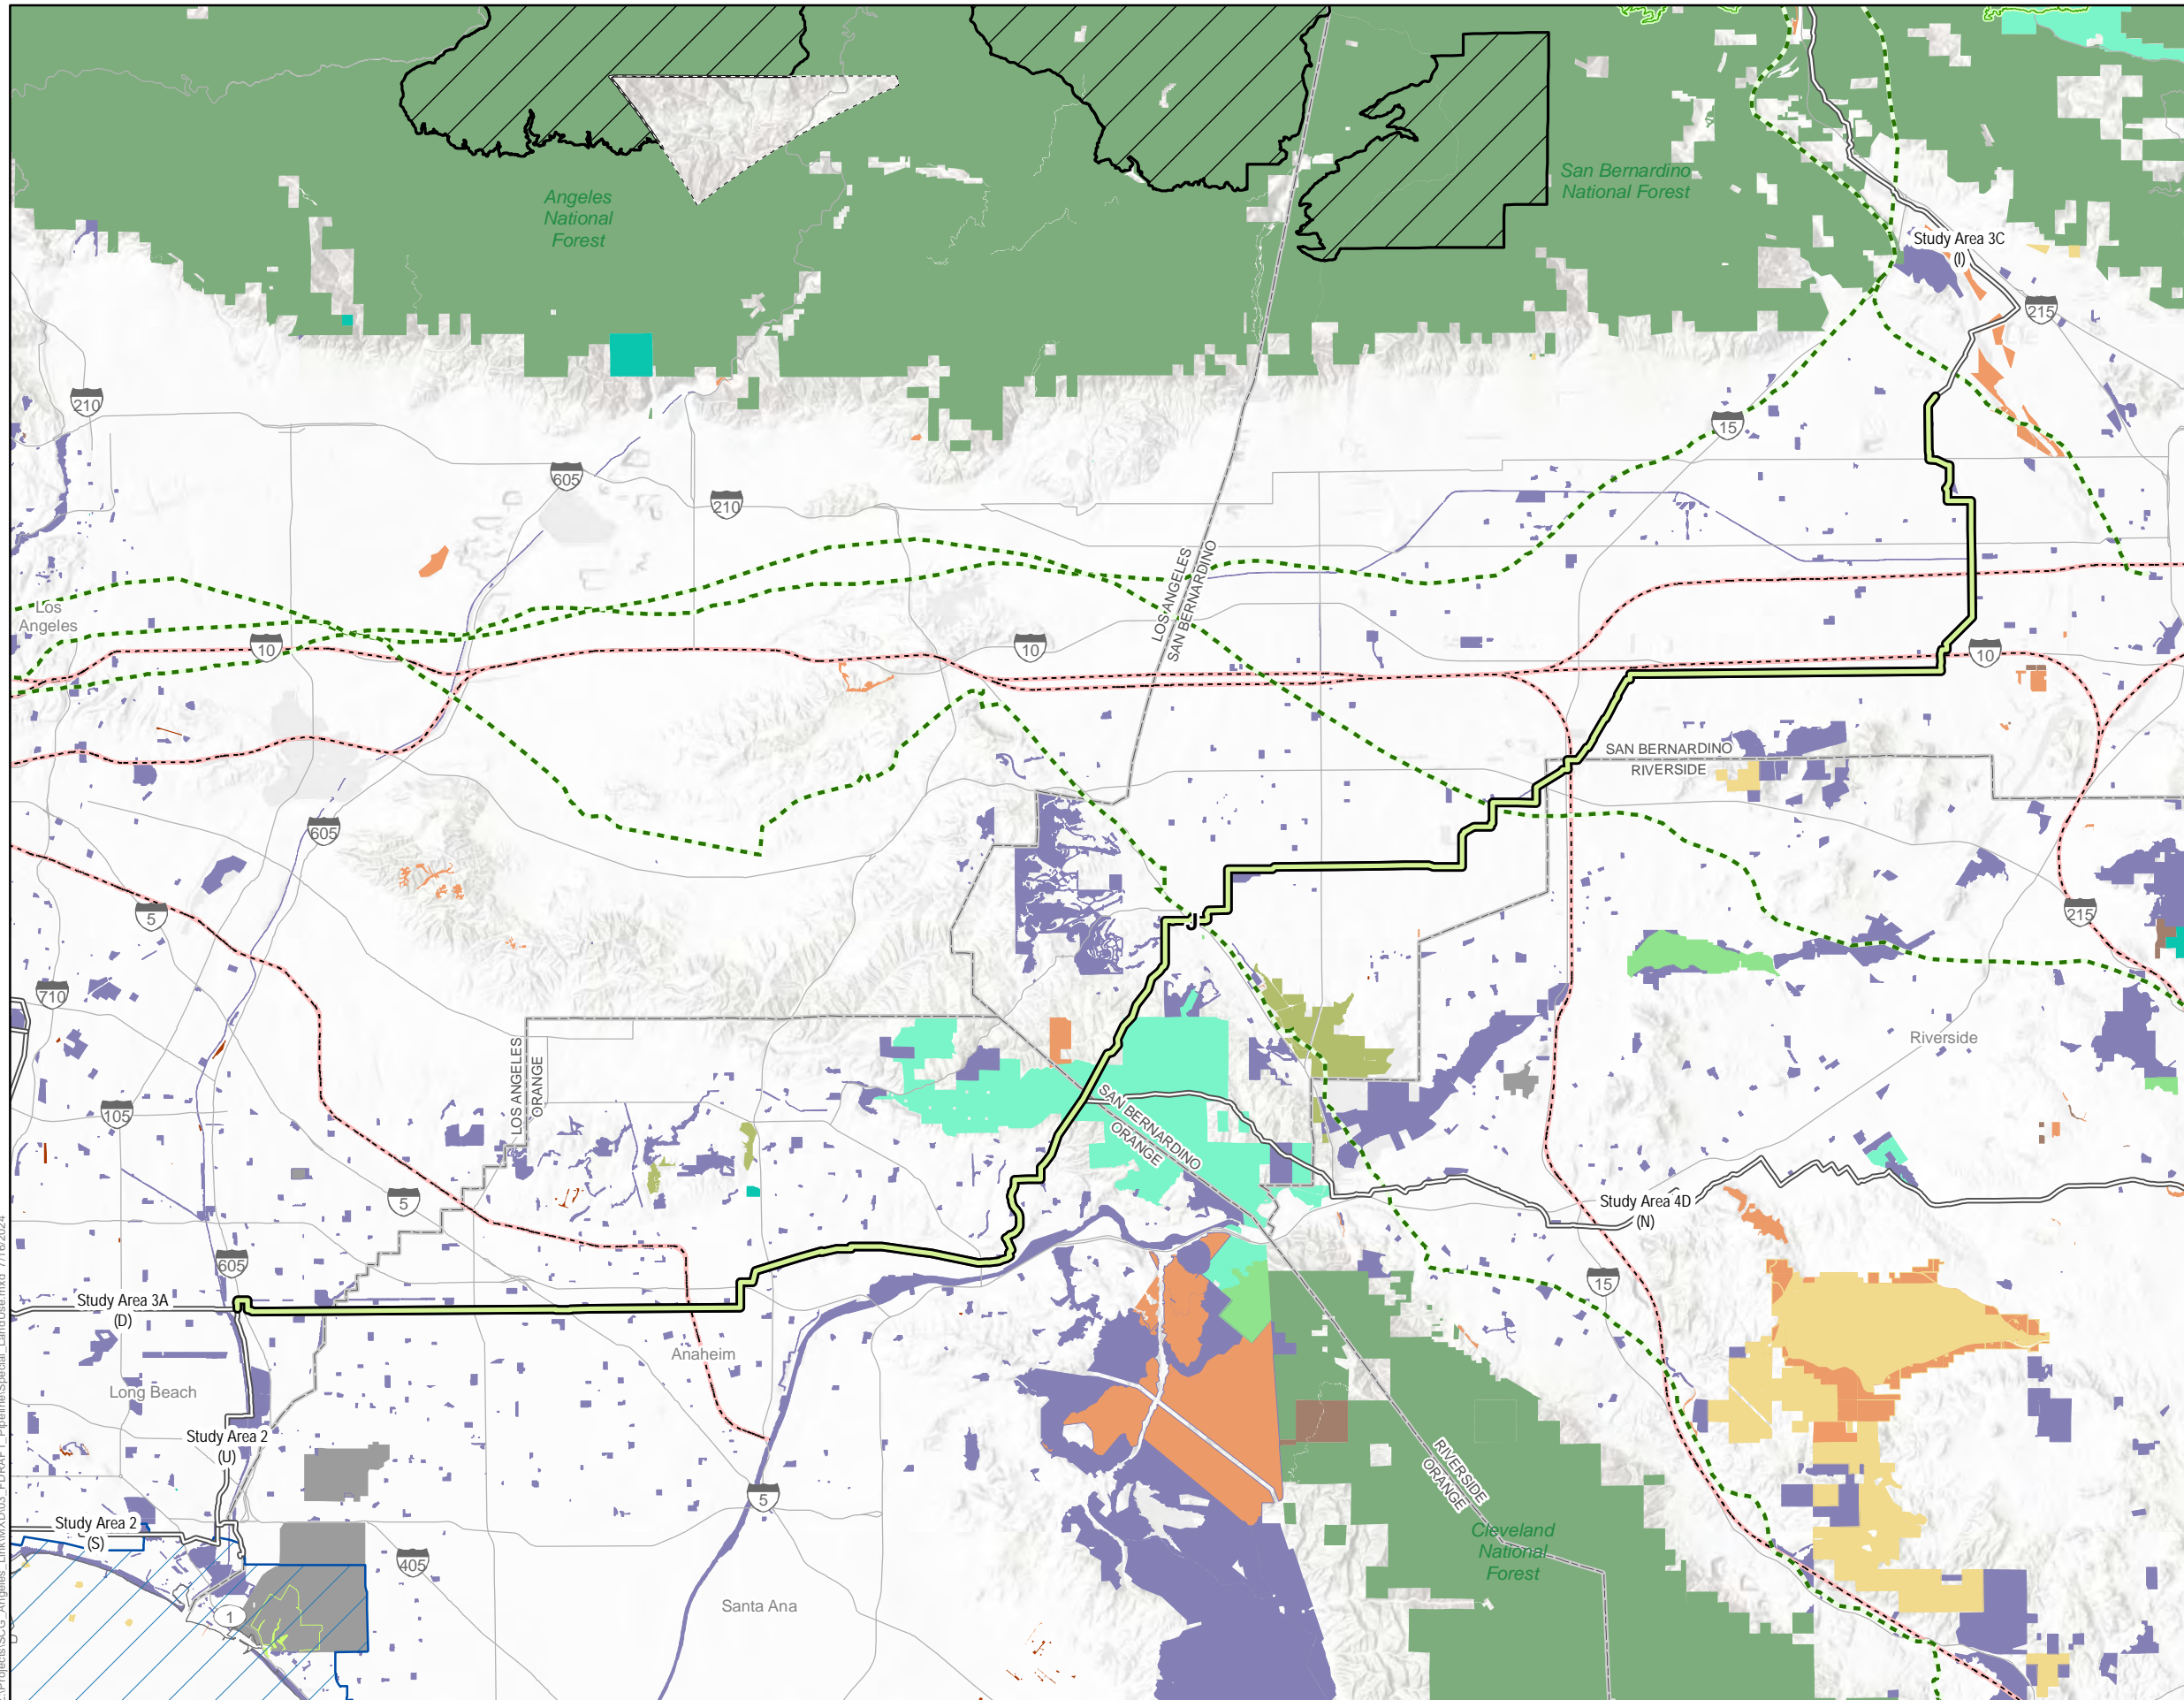 Angeles
National
Forest
San Bernardino
National Forest
Study Area 3C
(I)
215
210
15
605
210
LOS ANGELES
SAN BERNARDINO
Los
Angeles
10
10
10
SAN BERNARDINO
RIVERSIDE
605
5
215
J
710
Riverside
LOS ANGELES
ORANGE
105
SAN BERNARDINO
ORANGE
5
Study Area 4D
(N)
605
15
Study Area 3A
(D)
Anaheim
Long Beach
Study Area 2
(U)
RIVERSIDE
ORANGE
5
Study Area 2
(S)
Cleveland
National
Forest
405
Santa Ana
1